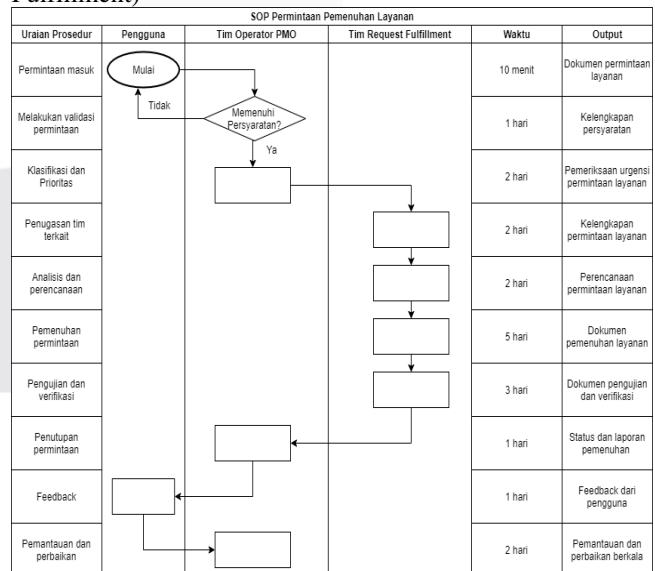 Fulfillment)
SOP Permintaan Pemenuhan Layanan
Uraian Prosedur
Pengguna
Tim Operator PMO
Tim Request Fulfillment
Waktu
Output
Permintaan masuk
Mulai
10 menit
Dokumen permintaan
layanan
Melakukan validasi
permintaan
Tidak
Memenuhi
Persyaratan?
Ya
1 hari
Kelengkapan
persyaratan
Klasifikasi dan
Prioritas
2 hari
Pemeriksaan urgensi
permintaan layanan
Penugasan tim
terkait
2 hari
Kelengkapan
permintaan layanan
Analisis dan
perencanaan
2 hari
Perencanaan
permintaan layanan
Pemenuhan
permintaan
5 hari
Dokumen
pemenuhan layanan
Pengujian dan
verifikasi
3 hari
Dokumen pengujian
dan verifikasi
Penutupan
permintaan
1 hari
Status dan laporan
pemenuhan
Feedback
1 hari
Feedback dari
pengguna
Pemantauan dan
perbaikan
2 hari
Pemantauan dan
perbaikan berkala